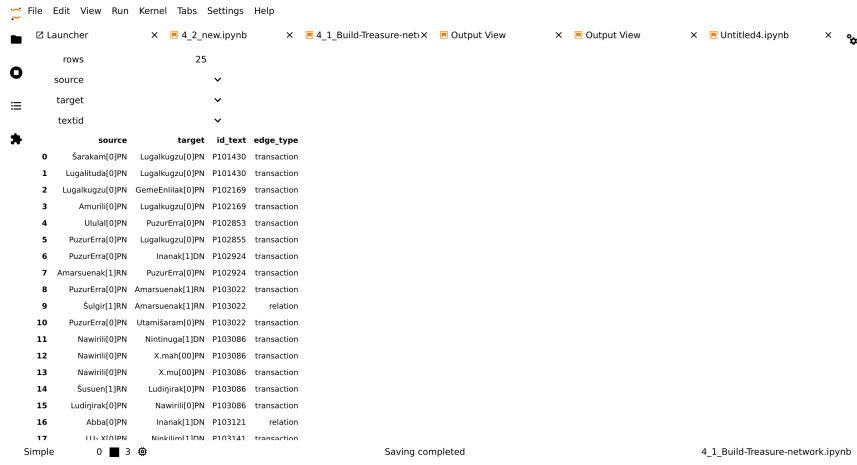 File Edit View Run Kernel Tabs Settings Help
Launcher 4_2_new.ipynb 4_1_Build-Treasure-netw Output View Output View Untitled4.ipynb
rows 25
source
target
textid
source target id_text edge_type
0 Šarakam[0]PN Lugalkugzu[0]PN P101430 transaction
1 Lugalituda[0]PN Lugalkugzu[0]PN P101430 transaction
2 Lugalkugzu[0]PN GemeEnlilak[0]PN P102169 transaction
3 Amurili[0]PN Lugalkugzu[0]PN P102169 transaction
4 Ululal[0]PN PuzurErra[0]PN P102853 transaction
5 PuzurErra[0]PN Lugalkugzu[0]PN P102855 transaction
6 PuzurErra[0]PN Inanak[1]DN P102924 transaction
7 Amarsuenak[1]RN PuzurErra[0]PN P102924 transaction
8 PuzurErra[0]PN Amarsuenak[1]RN P103022 transaction
9 Šulgir[1]RN Amarsuenak[1]RN P103022 relation
10 PuzurErra[0]PN Utamišaram[0]PN P103022 transaction
11 Nawirili[0]PN Nintinuga[1]DN P103086 transaction
12 Nawirili[0]PN X.mah[00]PN P103086 transaction
13 Nawirili[0]PN X.mu[00]PN P103086 transaction
14 Šusuen[1]RN Ludiŋirak[0]PN P103086 transaction
15 Ludiŋirak[0]PN Nawirili[0]PN P103086 transaction
16 Abba[0]PN Inanak[1]DN P103121 relation
17 Ninkilim[1]DN P103141 transaction
Simple 0 3 Saving completed 4_1_Build-Treasure-network.ipynb